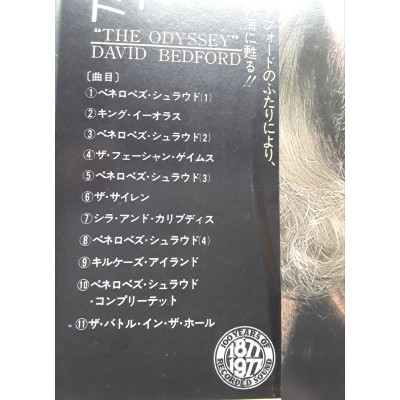 "THE ODYSSEY"
DAVID BEDFORD
〔曲目〕
①ペネロペズ・シュラウド(1)
②キング・イーオラス
③ペネロペズ・シュラウド(2)
④ザ・フェーシャン・ゲイムス
⑤ペネロペズ・シュラウド(3)
⑥ザ・サイレン
⑦シラ・アンド・カリブディス
⑧ペネロペズ・シュラウド(4)
⑨キルケーズ・アイランド
⑩ペネロペズ・シュラウド
・コンプリーテット
⑪ザ・バトル・イン・ザ・ホール
フォードのふたりにより、
海に甦る!!
100 YEARS OF
1877
1977
RECORDED SOUND